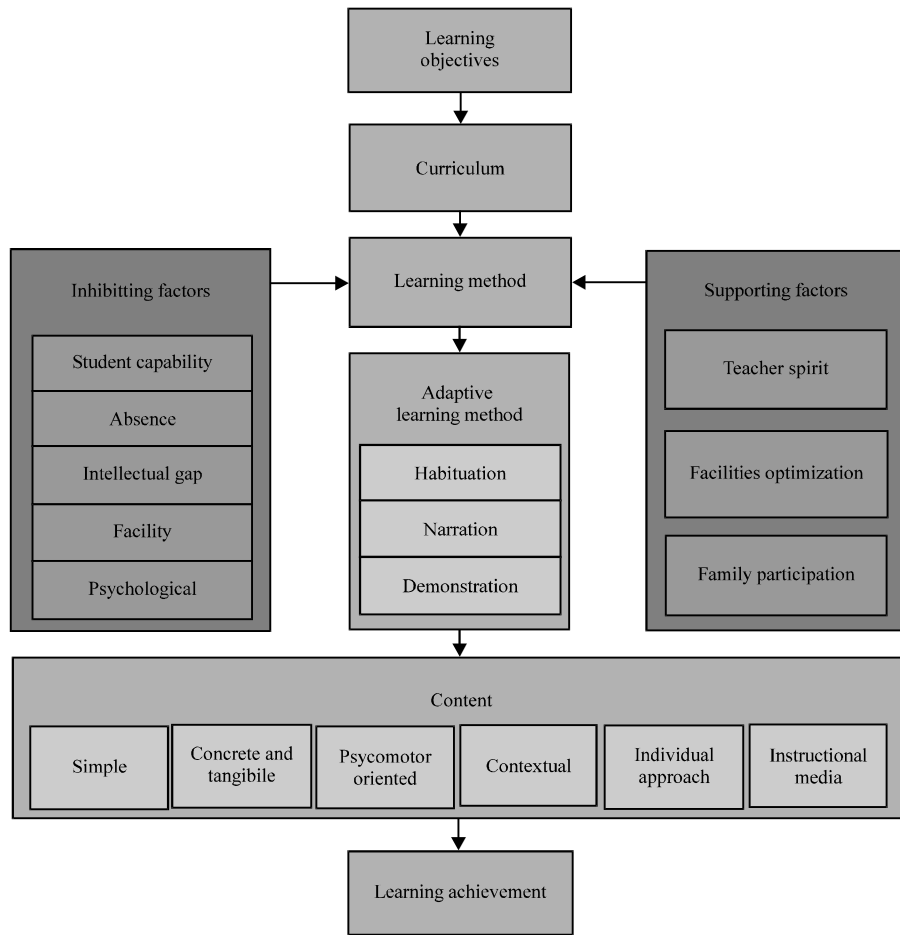 Learning
objectives
Curriculum
Inhibitting factors
Learning method
Supporting factors
Student capability
Absence
Intellectual gap
Facility
Psychological
Adaptive
learning method
Habituation
Narration
Demonstration
Teacher spirit
Facilities optimization
Family participation
Content
Simple
Concrete and
tangibile
Psycomotor
oriented
Contextual
Individual
approach
Instructional
media
Learning achievement